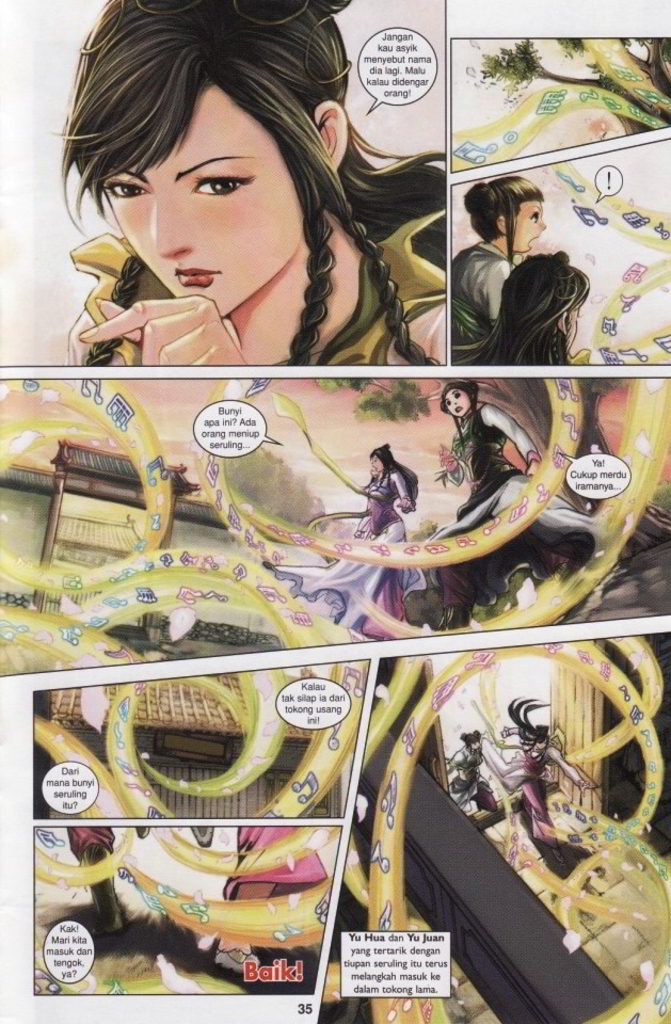 Jangan
kau asyik
menyebut nama
dia lagi. Malu
kalau didengar
orang!
!
Bunyi
apa ini? Ada
orang meniup
seruling...
Ya!
Cukup merdu
iramanya...
Kalau
tak silap ia dari
tokong usang
ini!
Dari
mana bunyi
seruling
itu?
Kak!
Mari kita
masuk dan
tengok,
ya?
Baik!
Yu Hua dan Yu Juan
yang tertarik dengan
tiupan seruling itu terus
melangkah masuk ke
dalam tokong lama.
35